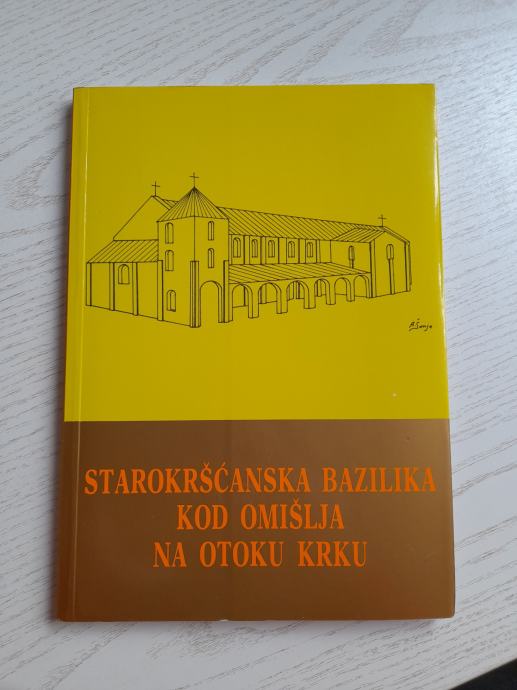 STAROKRŠĆANSKA BAZILIKA
KOD OMIŠLJA
NA OTOKU KRKU